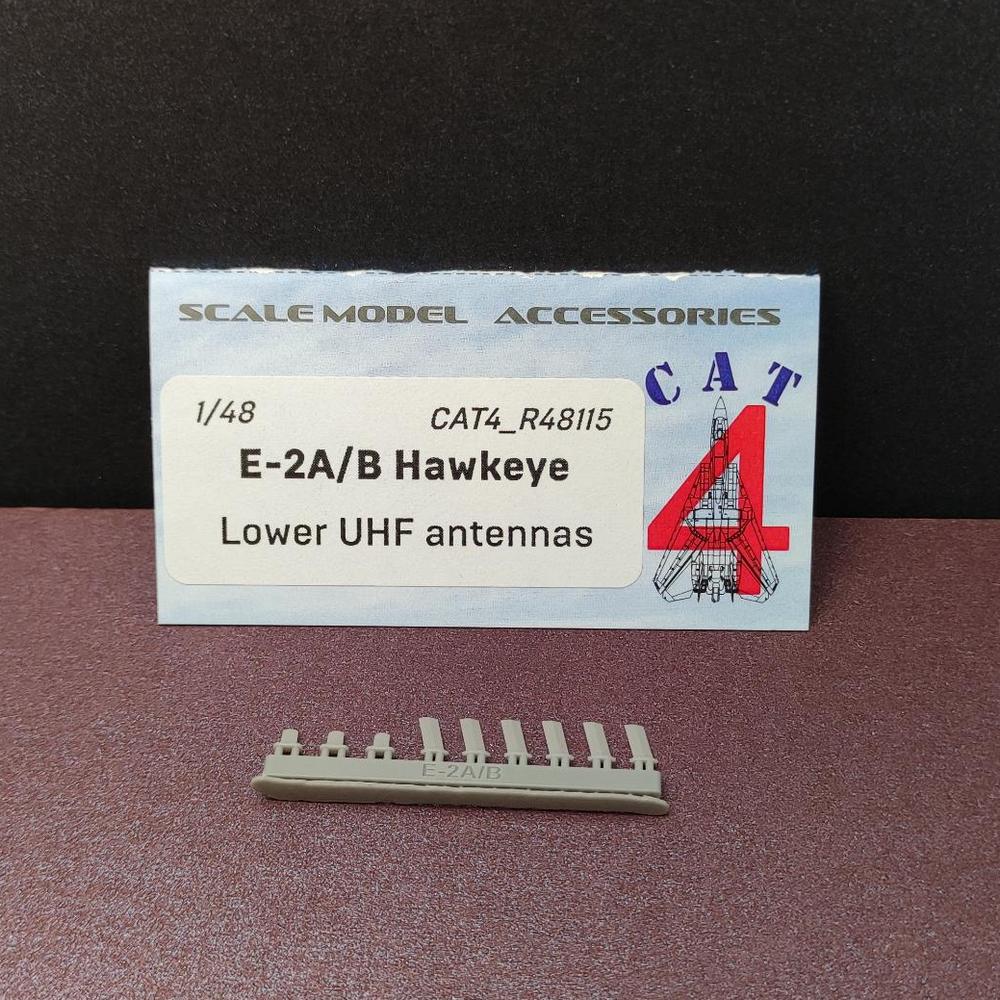 SCALE MODEL ACCESSORIES
CAT
4
1/48 CAT4_R48115
E-2A/B Hawkeye
Lower UHF antennas
E-2A/B